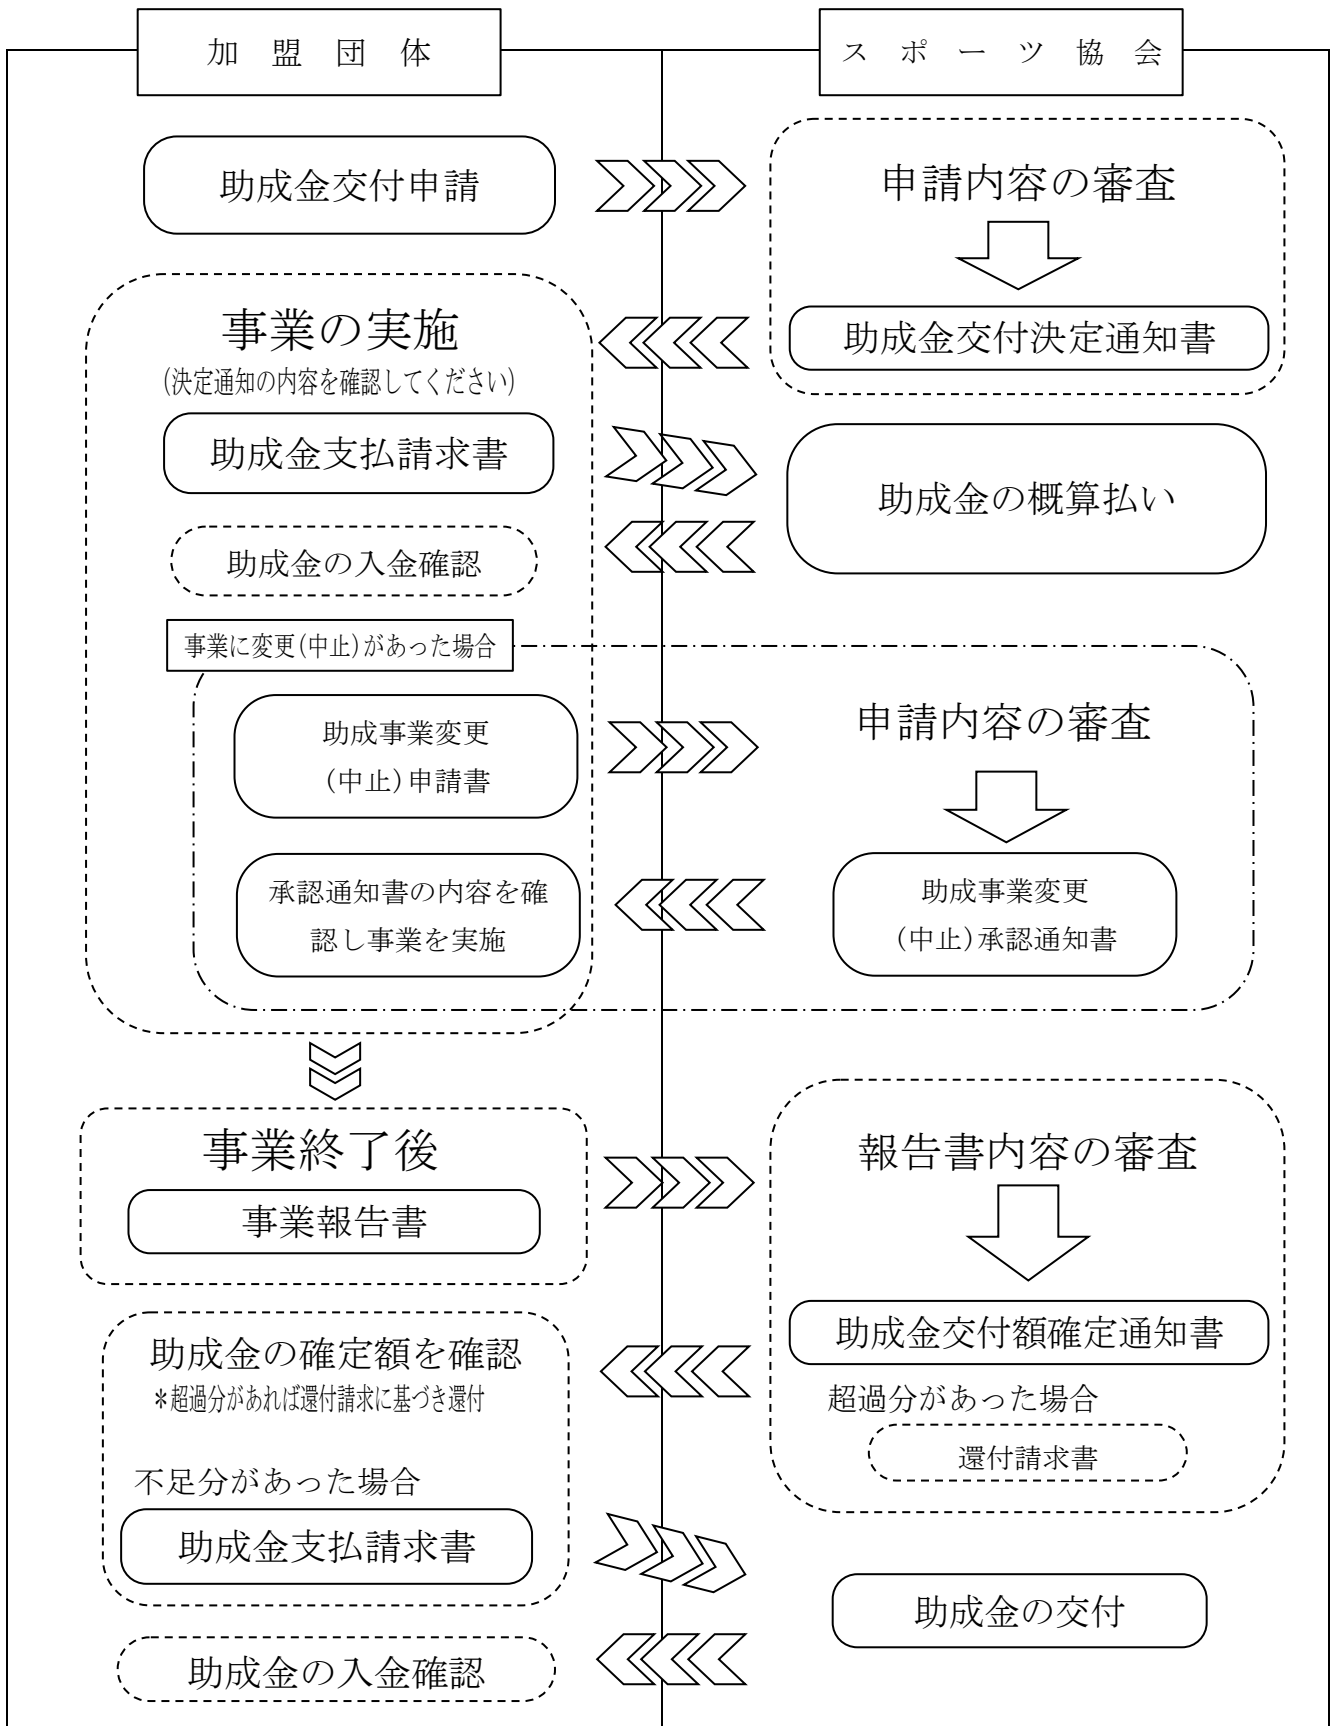 加盟団体
スポーツ協会
助成金交付申請
申請内容の審査
助成金交付決定通知書
事業の実施
(決定通知の内容を確認してください)
助成金支払請求書
助成金の概算払い
助成金の入金確認
事業に変更(中止)があった場合
助成事業変更
(中止)申請書
申請内容の審査
助成事業変更
(中止)承認通知書
承認通知書の内容を確
認し事業を実施
事業終了後
事業報告書
報告書内容の審査
助成金交付額確定通知書
超過分があった場合
還付請求書
助成金の確定額を確認
*超過分があれば還付請求に基づき還付
不足分があった場合
助成金支払請求書
助成金の交付
助成金の入金確認